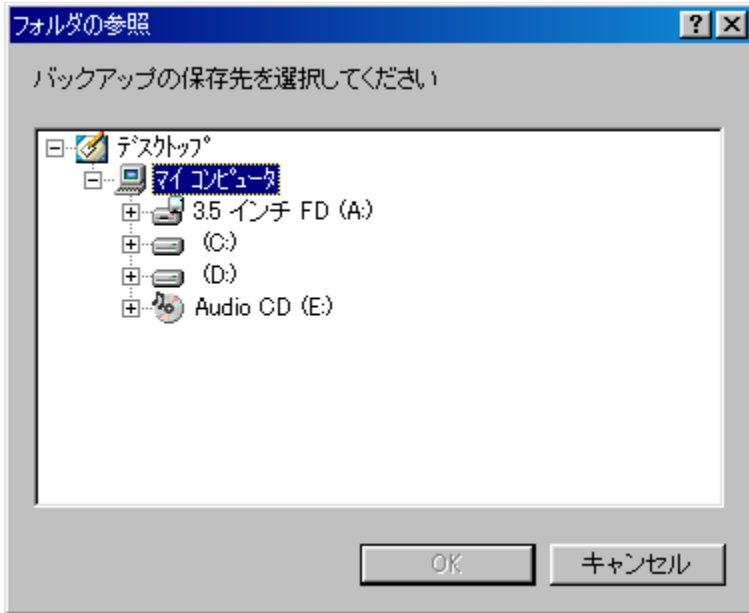 フォルダの参照
バックアップの保存先を選択してください
ﾃﾞｽｸﾄｯﾌﾟ
ﾏｲ ｺﾝﾋﾟｭｰﾀ
3.5 インチ FD (A:)
(C:)
(D:)
Audio CD (E:)
OK キャンセル